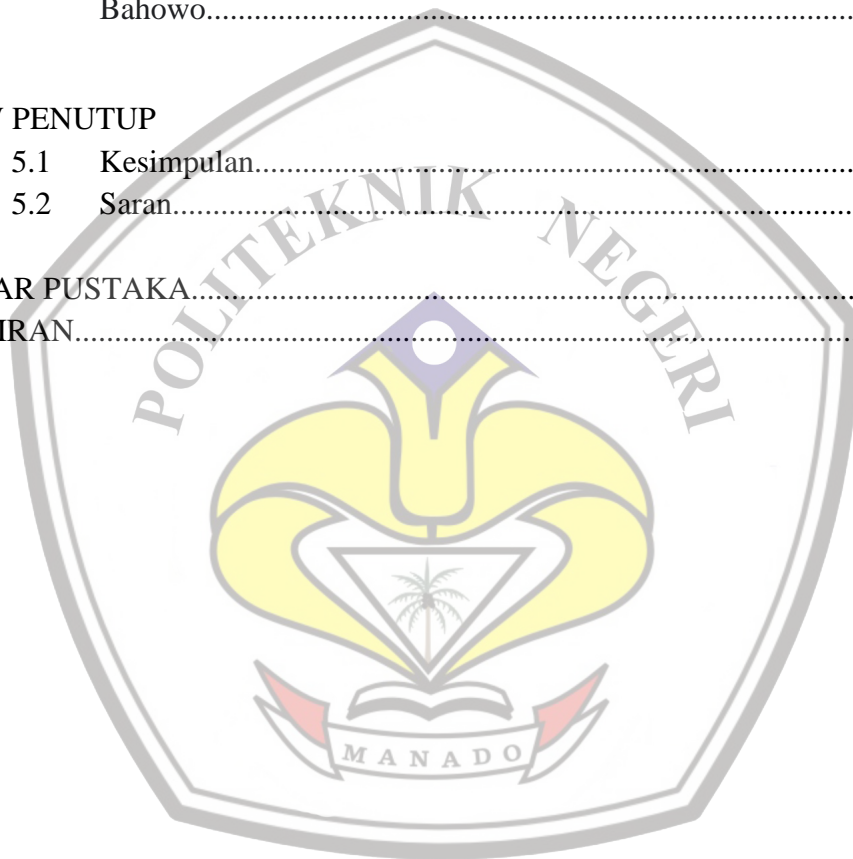 Bahowo..................................................................................
PENUTUP
5.1 Kesimpulan............................................................................
5.2 Saran......................................................................................
AR PUSTAKA...................................................................................
IRAN..................................................................................................
POLITEKNIK NEGERI
MANADO